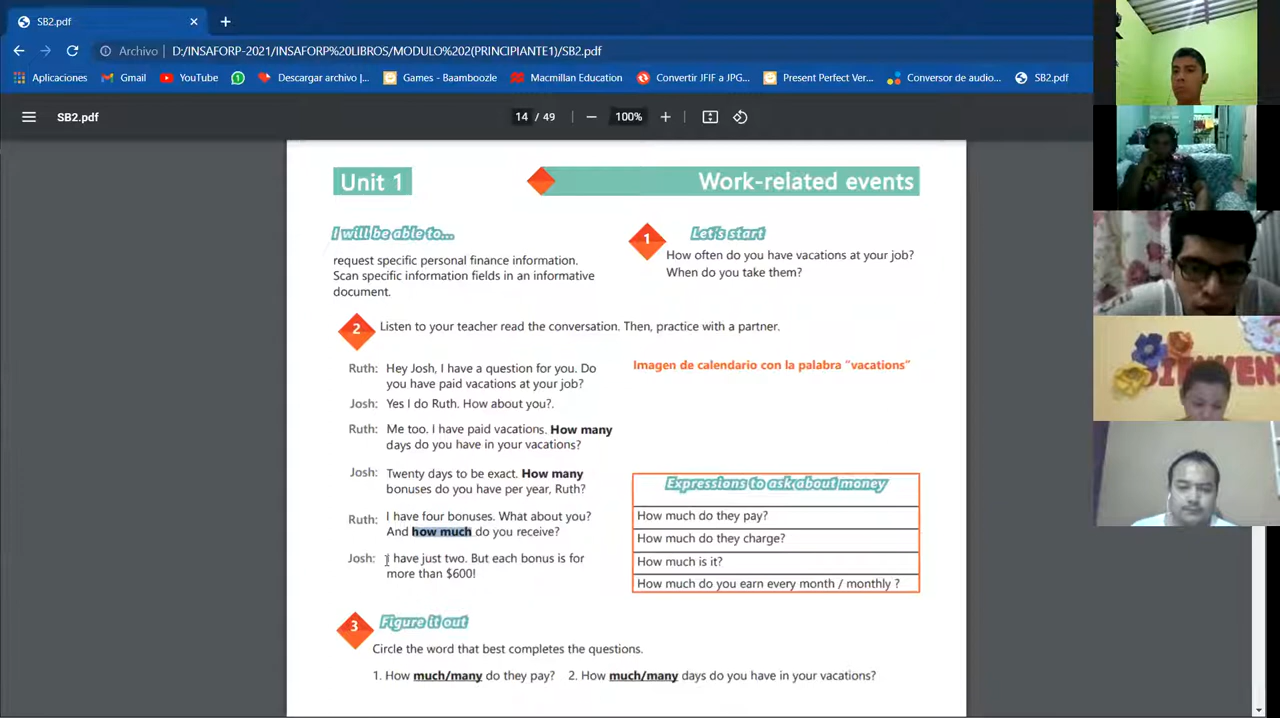 SB2.pdf
Archivo D:/INSAFORP-2021/INSAFORP%20LIBROS/MODULO%202(PRINCIPIANTE1)/SB2.pdf
Aplicaciones Gmail YouTube Descargar archivo |... Games - Baamboozle Macmillan Education Convertir JFIF a JPG... Present Perfect Ver... Conversor de audio... SB2.pdf
SB2.pdf 14 / 49 100%
Unit 1 Work-related events
I will be able to...
request specific personal finance information.
Scan specific information fields in an informative
document.
1 Let's start
How often do you have vacations at your job?
When do you take them?
2 Listen to your teacher read the conversation. Then, practice with a partner.
Ruth: Hey Josh, I have a question for you. Do
you have paid vacations at your job?
Josh: Yes I do Ruth. How about you?.
Ruth: Me too. I have paid vacations. How many
days do you have in your vacations?
Josh: Twenty days to be exact. How many
bonuses do you have per year, Ruth?
Ruth: I have four bonuses. What about you?
And how much do you receive?
Josh: I have just two. But each bonus is for
more than $600!
Imagen de calendario con la palabra “vacations”
Expressions to ask about money
How much do they pay?
How much do they charge?
How much is it?
How much do you earn every month / monthly ?
3 Figure it out
Circle the word that best completes the questions.
1. How much/many do they pay? 2. How much/many days do you have in your vacations?